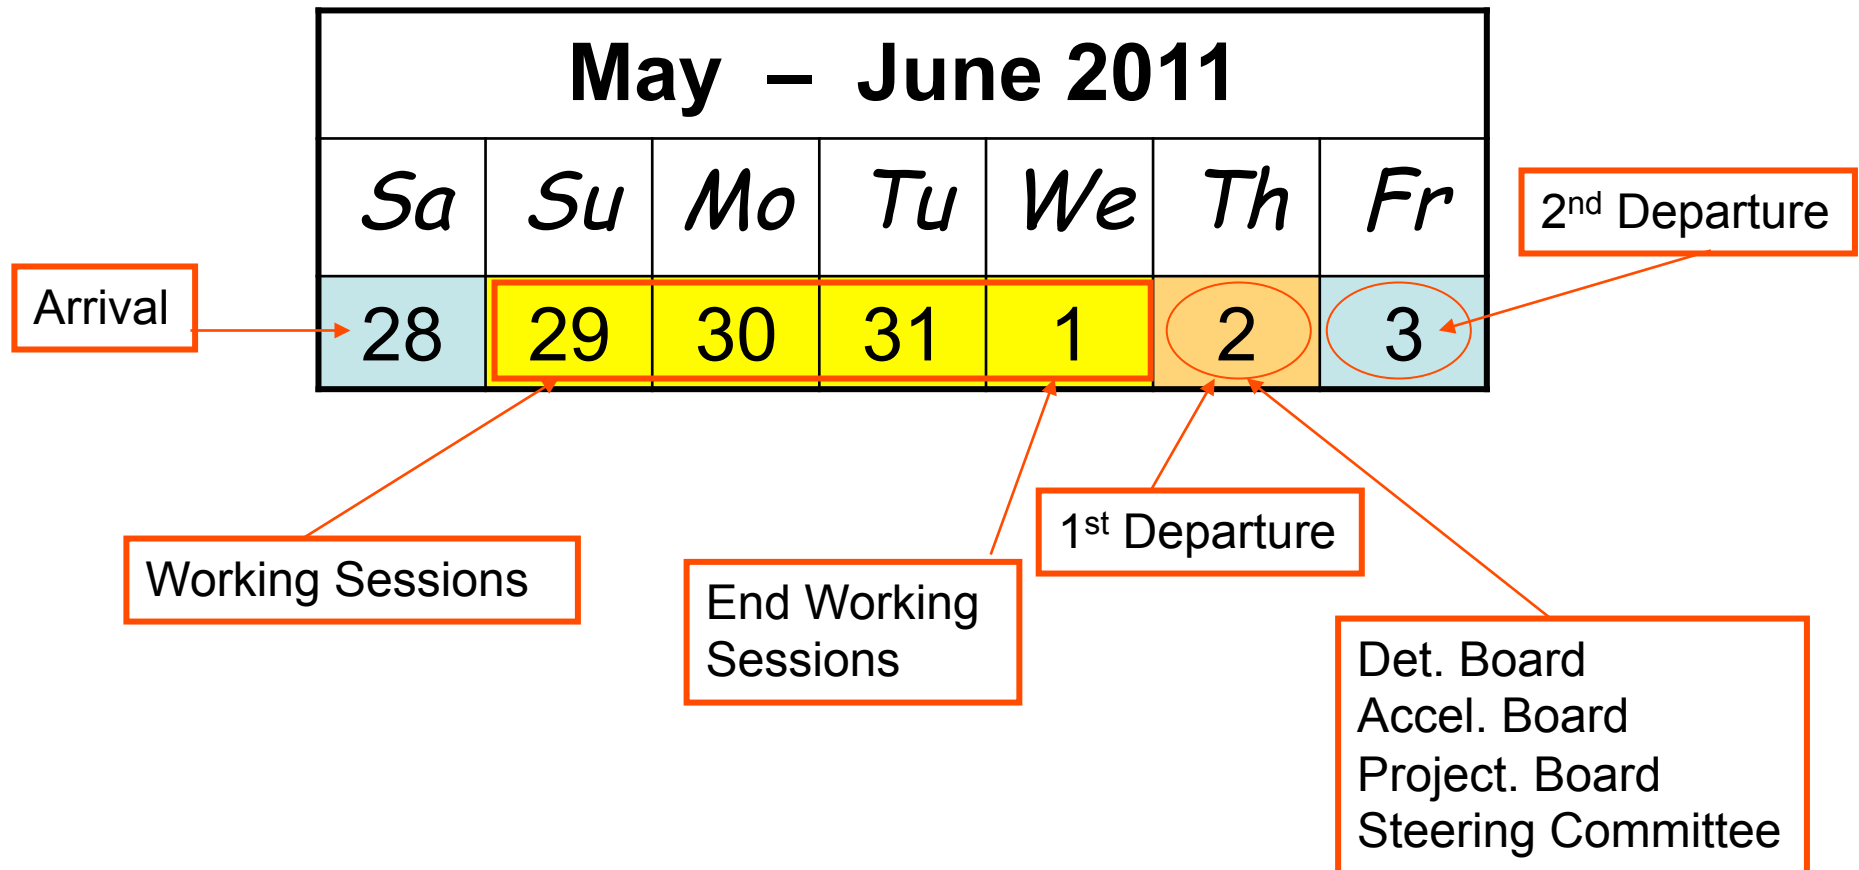 May – June 2011
Sa Su Mo Tu We Th Fr
2nd Departure
Arrival
28 29 30 31 1 2 3
1st Departure
Working Sessions
End Working
Sessions
Det. Board
Accel. Board
Project. Board
Steering Committee